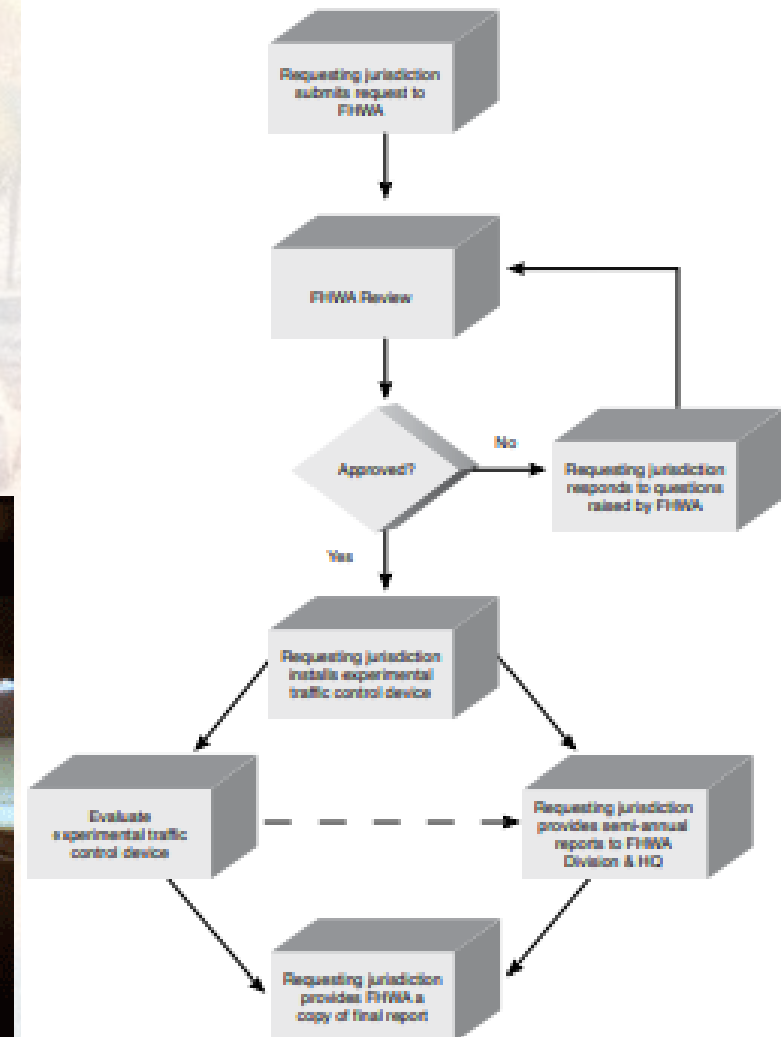 Requesting jurisdiction
submits request to
FHWA
FHWA Review
Approved?
No
Requesting jurisdiction
responds to questions
raised by FHWA
Yes
Requesting jurisdiction
installs experimental
traffic control device
Evaluate
experimental traffic
control device
Requesting jurisdiction
provides semi-annual
reports to FHWA
Division & HQ
Requesting jurisdiction
provides FHWA a
copy of final report